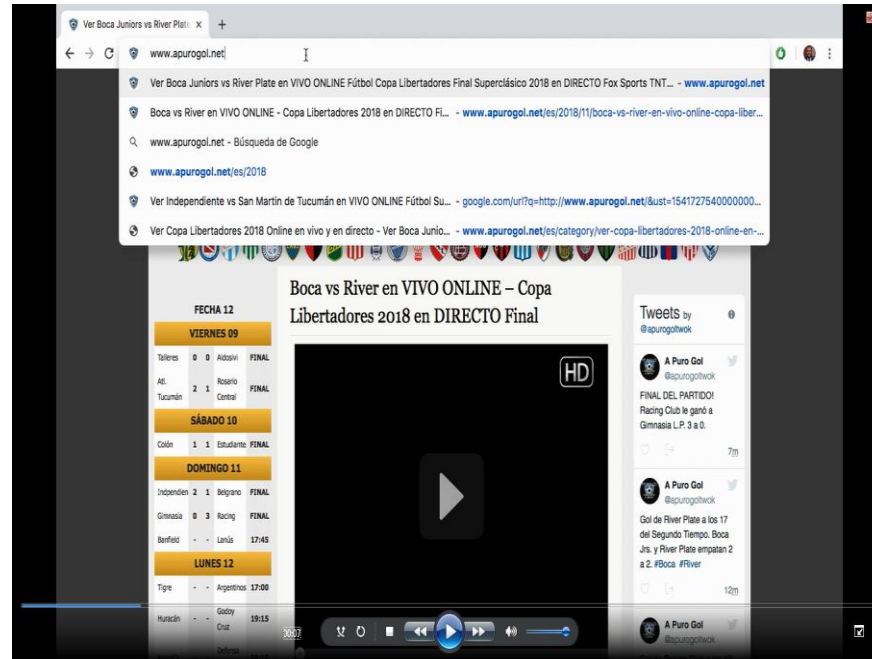 Ver Boca Juniors vs River Plate
www.apurogol.net
Ver Boca Juniors vs River Plate en VIVO ONLINE Fútbol Copa Libertadores Final Superclásico 2018 en DIRECTO Fox Sports TNT... - www.apurogol.net
Boca vs River en VIVO ONLINE - Copa Libertadores 2018 en DIRECTO Fi... - www.apurogol.net/es/2018/11/boca-vs-river-en-vivo-online-copa-liber...
www.apurogol.net - Búsqueda de Google
www.apurogol.net/es/2018
Ver Independiente vs San Martín de Tucumán en VIVO ONLINE Fútbol Su... - google.com/url?q=http://www.apurogol.net/&ust=1541727540000000...
Ver Copa Libertadores 2018 Online en vivo y en directo - Ver Boca Junio... - www.apurogol.net/es/category/ver-copa-libertadores-2018-online-en-...
FECHA 12
VIERNES 09
Talleres 0 0 Aldosivi FINAL
Atl. Tucumán 2 1 Rosario Central FINAL
SÁBADO 10
Colón 1 1 Estudiante FINAL
DOMINGO 11
Indpendien 2 1 Belgrano FINAL
Gimnasia 0 3 Racing FINAL
Banfield - - Lanús 17:45
LUNES 12
Tigre - - Argentinos 17:00
Huracán - - Godoy Cruz 19:15
Defensa
Boca vs River en VIVO ONLINE – Copa
Libertadores 2018 en DIRECTO Final
HD
Tweets by
@apurogoltwok
A Puro Gol
@apurogoltwok
FINAL DEL PARTIDO!
Racing Club le ganó a
Gimnasia L.P. 3 a 0.
7m
A Puro Gol
@apurogoltwok
Gol de River Plate a los 17
del Segundo Tiempo. Boca
Jrs. y River Plate empatan 2
a 2. #Boca #River
12m
A Puro Gol
@apurogoltwok
00:07